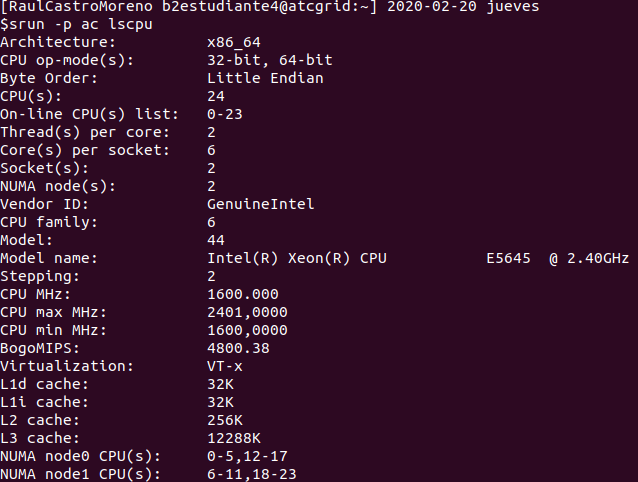 [RaulCastroMoreno b2estudiante4@atcgrid:~] 2020-02-20 jueves
$srun -p ac lscpu
Architecture:          x86_64
CPU op-mode(s):        32-bit, 64-bit
Byte Order:            Little Endian
CPU(s):                24
On-line CPU(s) list:   0-23
Thread(s) per core:    2
Core(s) per socket:    6
Socket(s):             2
NUMA node(s):          2
Vendor ID:             GenuineIntel
CPU family:            6
Model:                 44
Model name:            Intel(R) Xeon(R) CPU           E5645  @ 2.40GHz
Stepping:              2
CPU MHz:               1600.000
CPU max MHz:           2401,0000
CPU min MHz:           1600,0000
BogoMIPS:              4800.38
Virtualization:        VT-x
L1d cache:             32K
L1i cache:             32K
L2 cache:              256K
L3 cache:              12288K
NUMA node0 CPU(s):     0-5,12-17
NUMA node1 CPU(s):     6-11,18-23